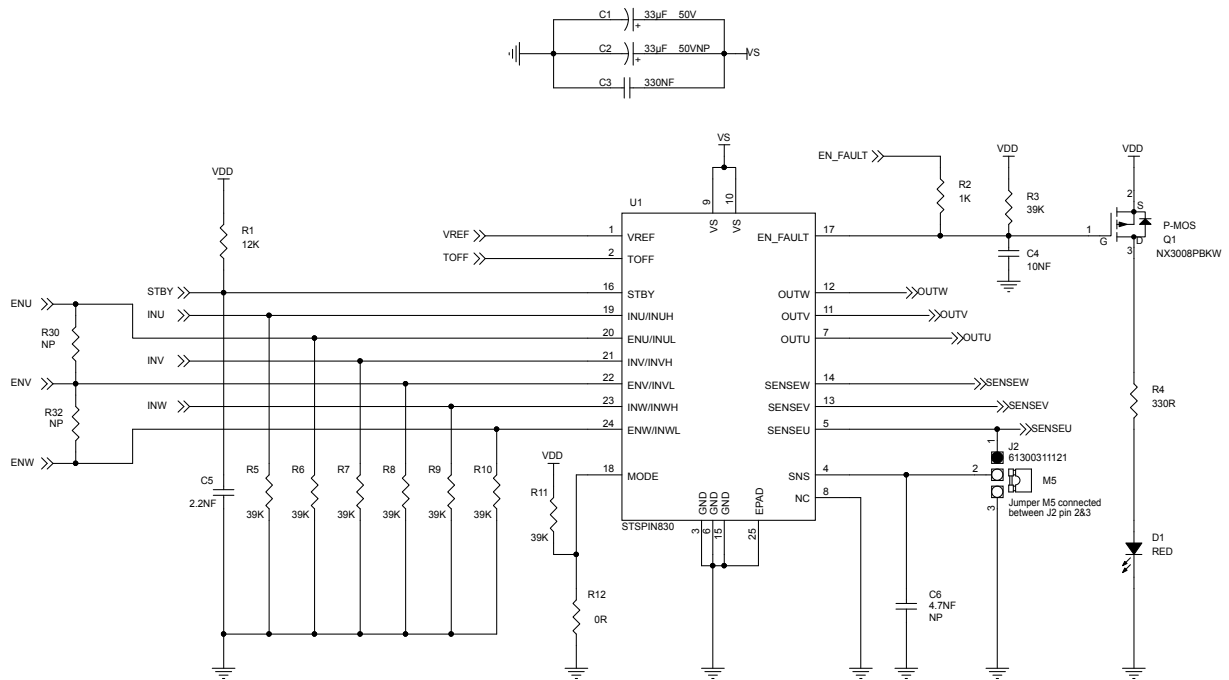 C1 33µF 50V
+
C2 33µF 50VNP
+
VS
C3 330NF
VS
EN_FAULT
VDD
VDD
VDD
R1
12K
R2
1K
R3
39K
2
S
1
G
D
3
P-MOS
Q1
NX3008PBKW
C4
10NF
U1
9
10
VS
VS
VREF
1
VREF
TOFF
2
TOFF
STBY
16
STBY
INU
19
INU/INUH
ENU
20
ENU/INUL
INV
21
INV/INVH
ENV
22
ENV/INVL
INW
23
INW/INWH
ENW
24
ENW/INWL
18
MODE
R30
NP
R32
NP
EN_FAULT
17
OUTW
12
OUTW
OUTV
11
OUTV
OUTU
7
OUTU
SENSEW
14
SENSEW
SENSEV
13
SENSEV
SENSEU
5
SENSEU
SNS
4
NC
8
GND
GND
GND
EPAD
3
6
15
25
STSPIN830
C5
2.2NF
R5
39K
R6
39K
R7
39K
R8
39K
R9
39K
R10
39K
VDD
R11
39K
R12
0R
1
J2
61300311121
2
M5
3
Jumper M5 connected
between J2 pin 2&3
C6
4.7NF
NP
R4
330R
D1
RED